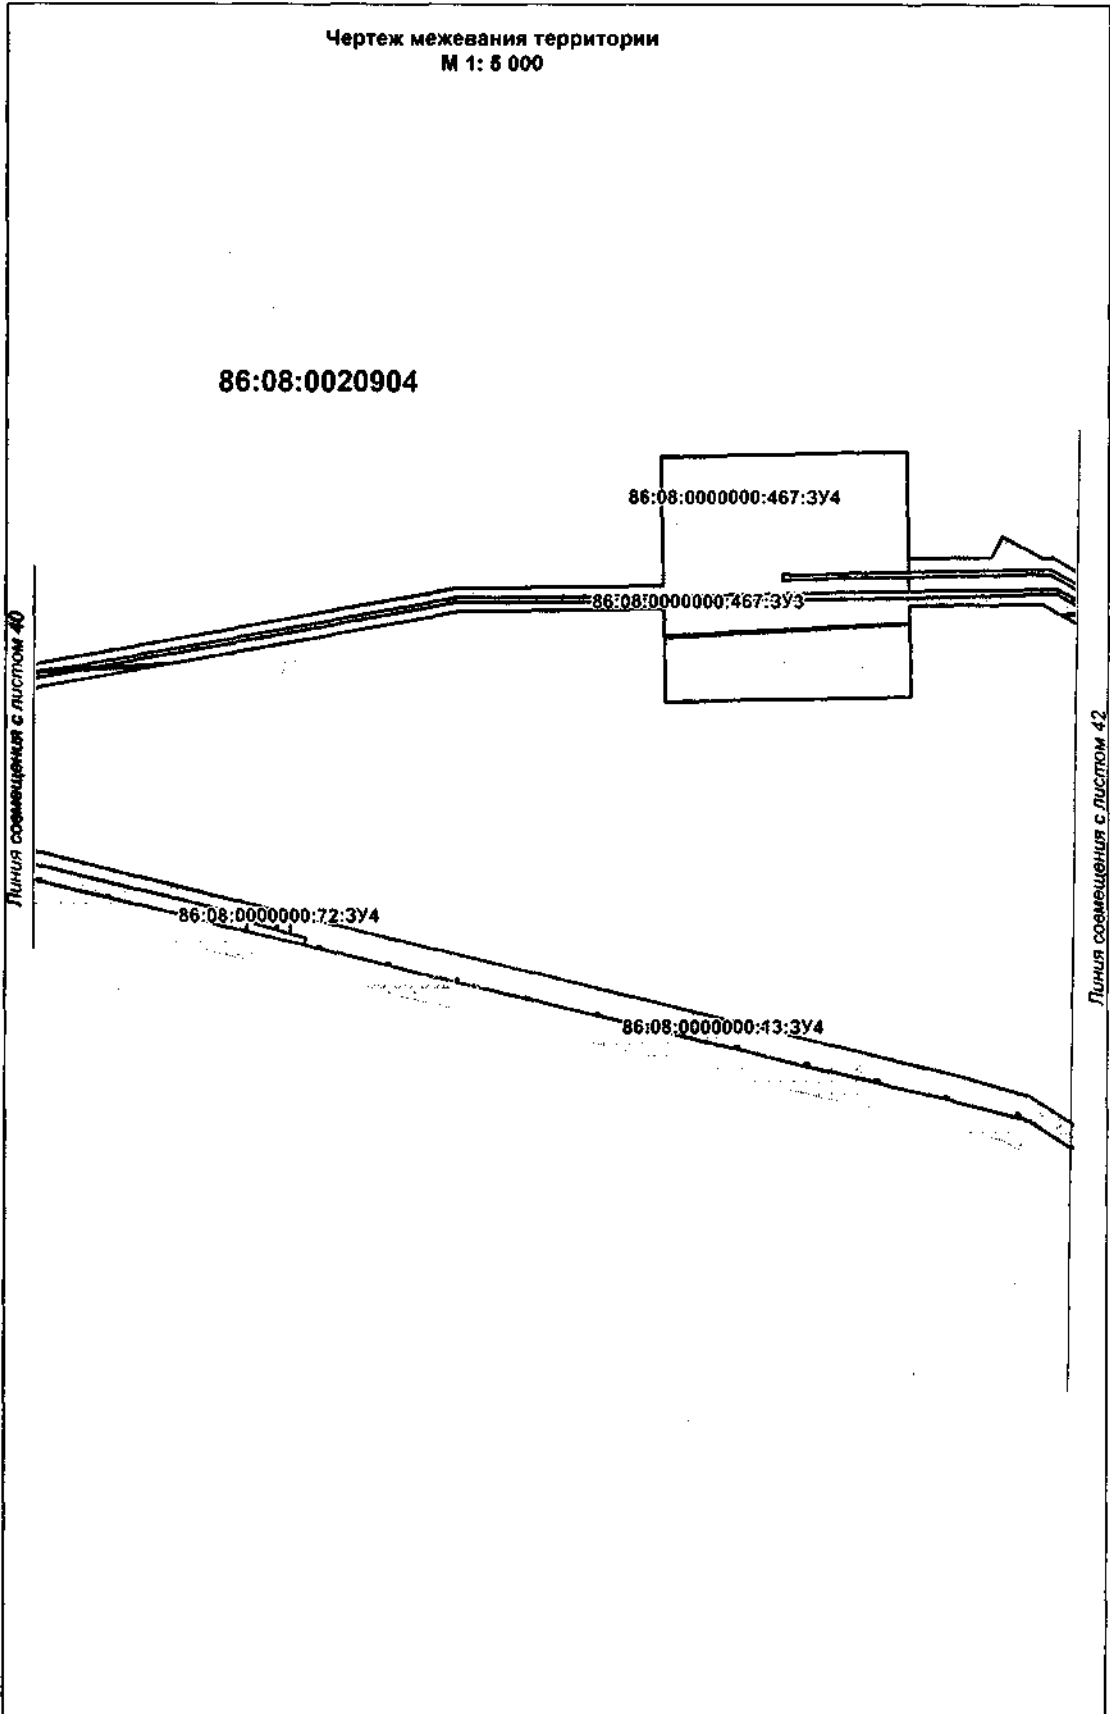 Чертеж межевания территории
М 1: 5 000
86:08:0020904
86:08:0000000:467:ЗУ4
86:08:0000000:467:ЗУ3
Линия совмещения с листом 40
Линия совмещения с листом 42
86:08:0000000:72:ЗУ4
86:08:0000000:13:ЗУ4